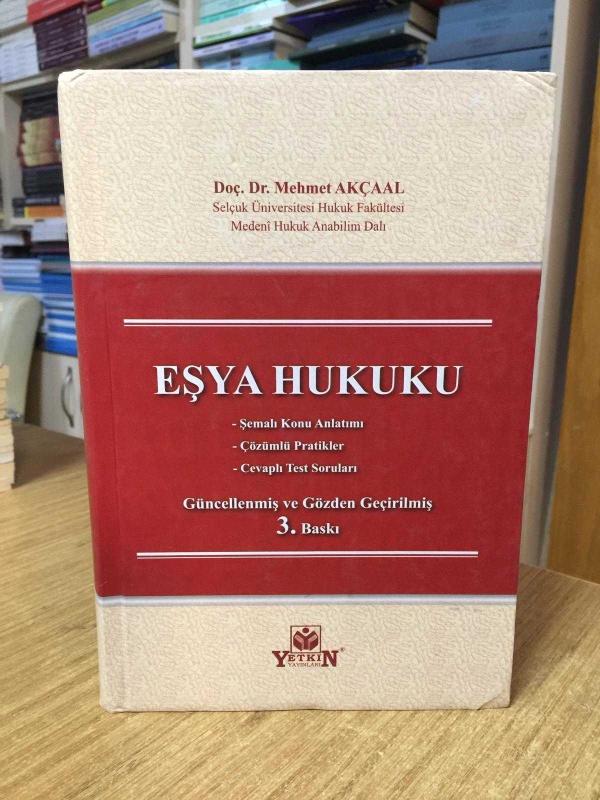 Doç. Dr. Mehmet AKÇAAL
Selçuk Üniversitesi Hukuk Fakültesi
Medenî Hukuk Anabilim Dalı
EŞYA HUKUKU
- Şemalı Konu Anlatımı
- Çözümlü Pratikler
- Cevaplı Test Soruları
Güncellenmiş ve Gözden Geçirilmiş
3. Baskı
YETKİN®
YAYINLARI